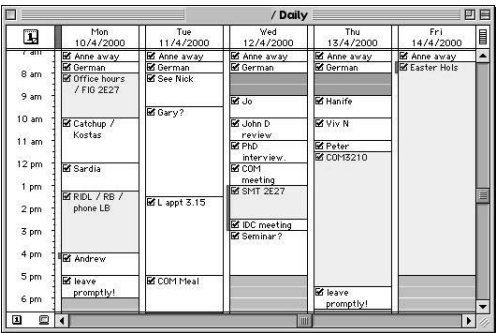 / Daily
Mon
10/4/2000
Tue
11/4/2000
Wed
12/4/2000
Thu
13/4/2000
Fri
14/4/2000
7 am
8 am
9 am
10 am
11 am
12 pm
1 pm
2 pm
3 pm
4 pm
5 pm
6 pm
Anne away
German
Office hours
/ FIG 2E27
Catchup /
Kostas
Sardia
RIDL / RB /
phone LB
Andrew
leave
promptly!
Anne away
See Nick
Gary?
L appt 3.15
COM Meal
Anne away
German
Jo
John D
review
PhD
interview.
COM
meeting
SMT 2E27
IDC meeting
Seminar?
Anne away
German
Hanife
Viv N
Peter
COM3210
leave
promptly!
Anne away
Easter Hols
1